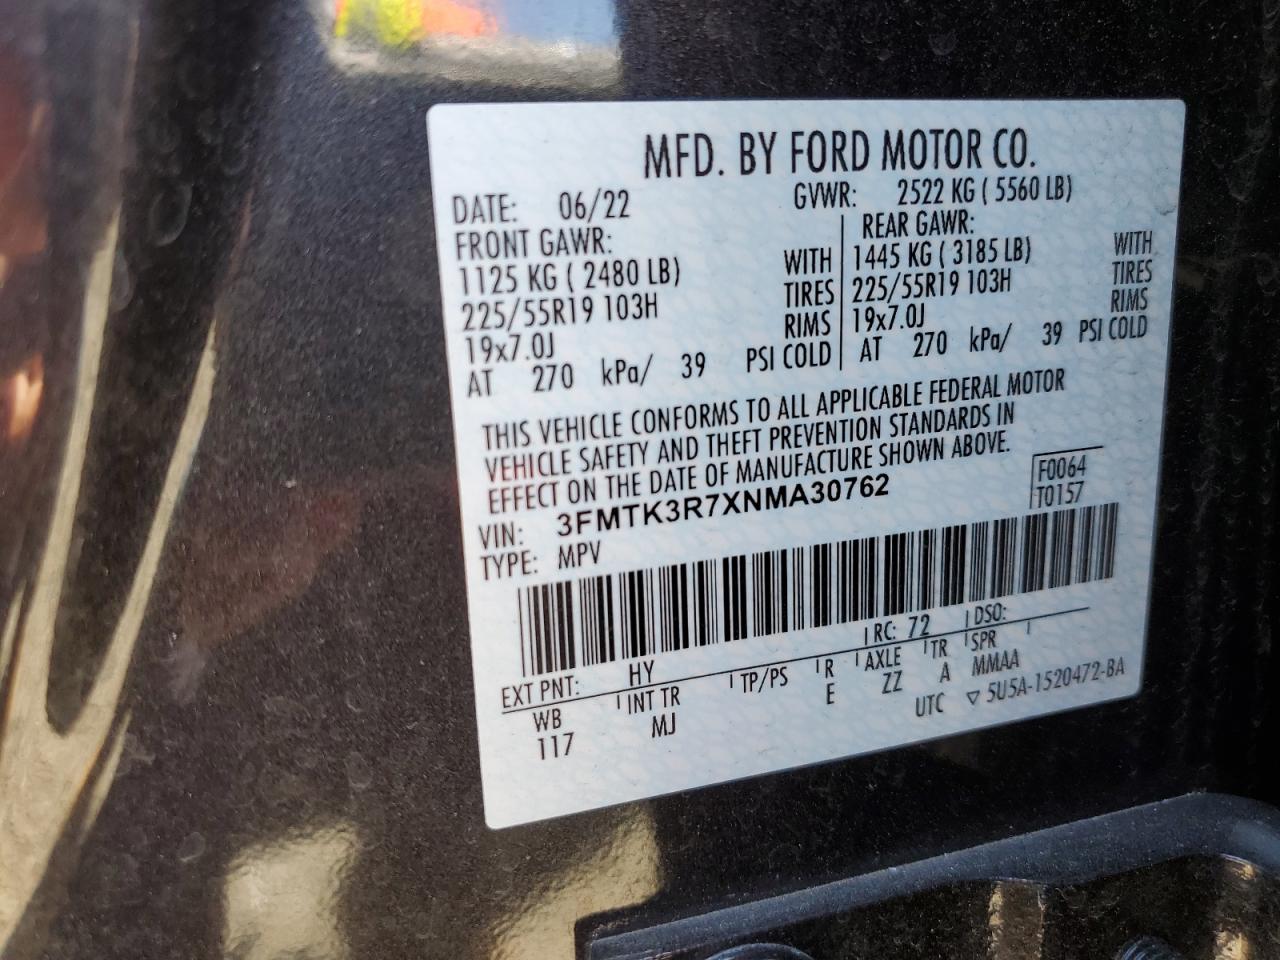 MFD. BY FORD MOTOR CO.
DATE: 06/22 GVWR: 2522 KG ( 5560 LB)
FRONT GAWR: REAR GAWR:
1125 KG ( 2480 LB) WITH 1445 KG ( 3185 LB) WITH
225/55R19 103H TIRES 225/55R19 103H TIRES
19x7.0J RIMS 19x7.0J RIMS
AT 270 kPa/ 39 PSI COLD AT 270 kPa/ 39 PSI COLD
THIS VEHICLE CONFORMS TO ALL APPLICABLE FEDERAL MOTOR
VEHICLE SAFETY AND THEFT PREVENTION STANDARDS IN
EFFECT ON THE DATE OF MANUFACTURE SHOWN ABOVE.
F0064
VIN: 3FMTK3R7XNMA30762 T0157
TYPE: MPV
EXT PNT: HY RC: 72 DSO:
WB INT TR TP/PS R AXLE TR SPR
117 MJ E ZZ A MMAA
UTC ▽ 5U5A-1520472-BA